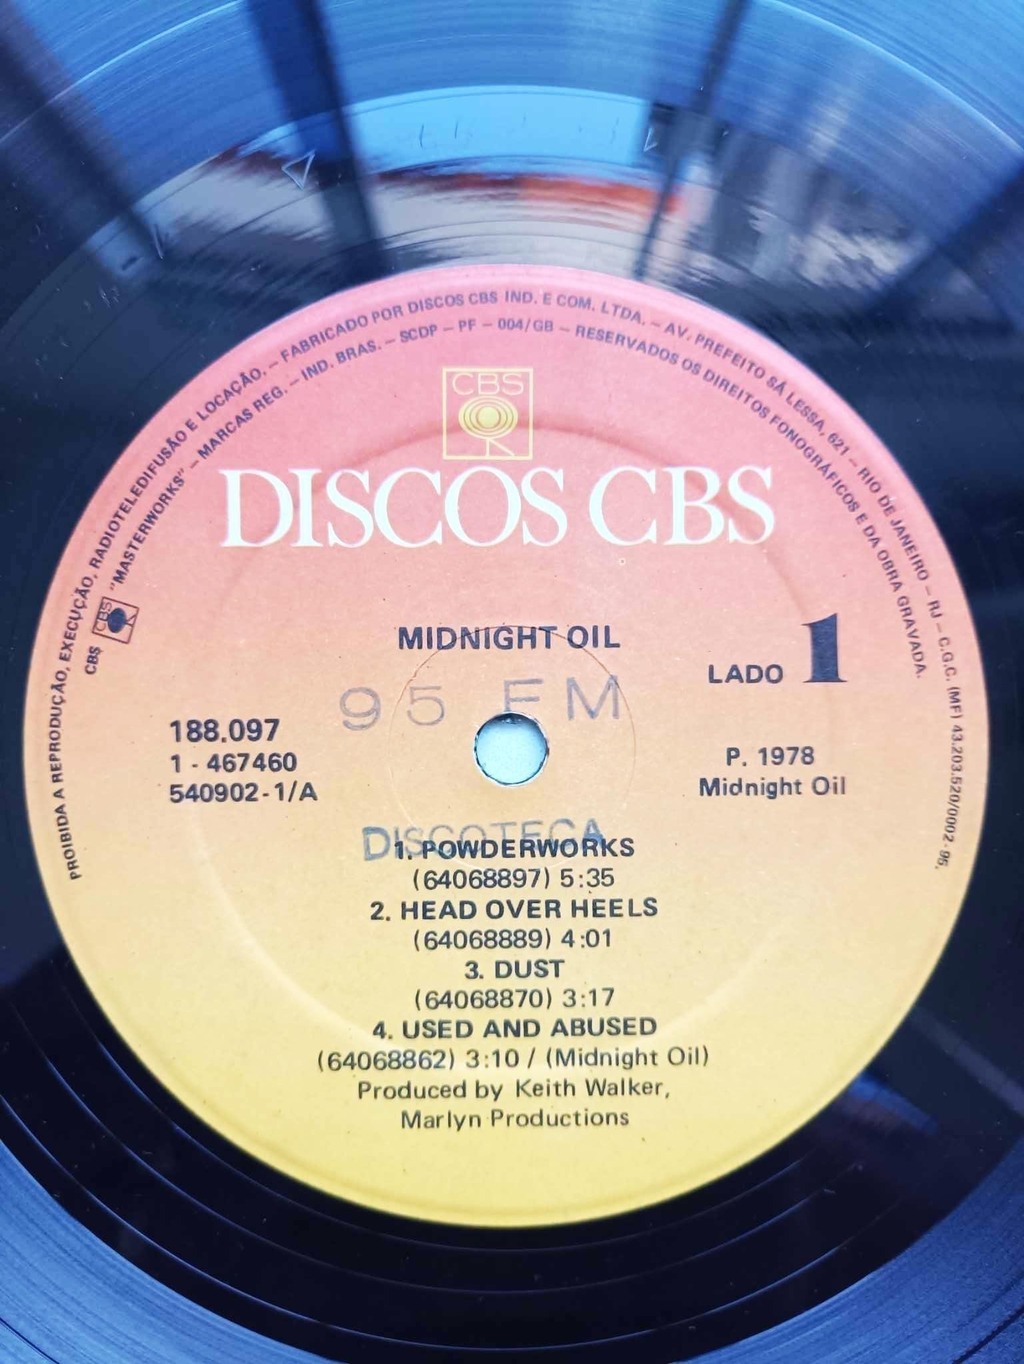 PROIBIDA A REPRODUÇÃO, EXECUÇÃO, RADIOTELEDIFUSÃO E LOCAÇÃO. – FABRICADO POR DISCOS CBS IND. E COM. LTDA. – AV. PREFEITO SÁ LESSA, 621 – RIO DE JANEIRO – RJ – C.G.C. (MF) 43.203.520/0002-96.
CBS CBS "MASTERWORKS" – MARCAS REG. – IND. BRAS. – SCDP – PF – 004/GB – RESERVADOS OS DIREITOS FONOGRÁFICOS E DA OBRA GRAVADA.
CBS
DISCOS CBS
MIDNIGHT OIL
LADO 1
95 FM
188.097
1 - 467460
540902-1/A
P. 1978
Midnight Oil
DISCOTECA
1. POWDERWORKS
(64068897) 5:35
2. HEAD OVER HEELS
(64068889) 4:01
3. DUST
(64068870) 3:17
4. USED AND ABUSED
(64068862) 3:10 / (Midnight Oil)
Produced by Keith Walker,
Marlyn Productions